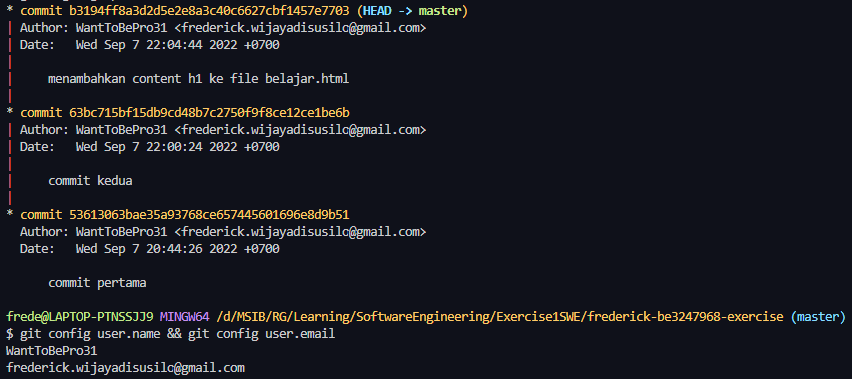 * commit b3194ff8a3d2d5e2e8a3c40c6627cbf1457e7703 (HEAD -> master)
| Author: WantToBePro31 <frederick.wijayadisusilo@gmail.com>
| Date:   Wed Sep 7 22:04:44 2022 +0700
|
|     menambahkan content h1 ke file belajar.html
|
* commit 63bc715bf15db9cd48b7c2750f9f8ce12ce1be6b
| Author: WantToBePro31 <frederick.wijayadisusilo@gmail.com>
| Date:   Wed Sep 7 22:00:24 2022 +0700
|
|     commit kedua
|
* commit 53613063bae35a93768ce657445601696e8d9b51
  Author: WantToBePro31 <frederick.wijayadisusilo@gmail.com>
  Date:   Wed Sep 7 20:44:26 2022 +0700

      commit pertama

frede@LAPTOP-PTNSSJJ9 MINGW64 /d/MSIB/RG/Learning/SoftwareEngineering/Exercise1SWE/frederick-be3247968-exercise (master)
$ git config user.name && git config user.email
WantToBePro31
frederick.wijayadisusilo@gmail.com